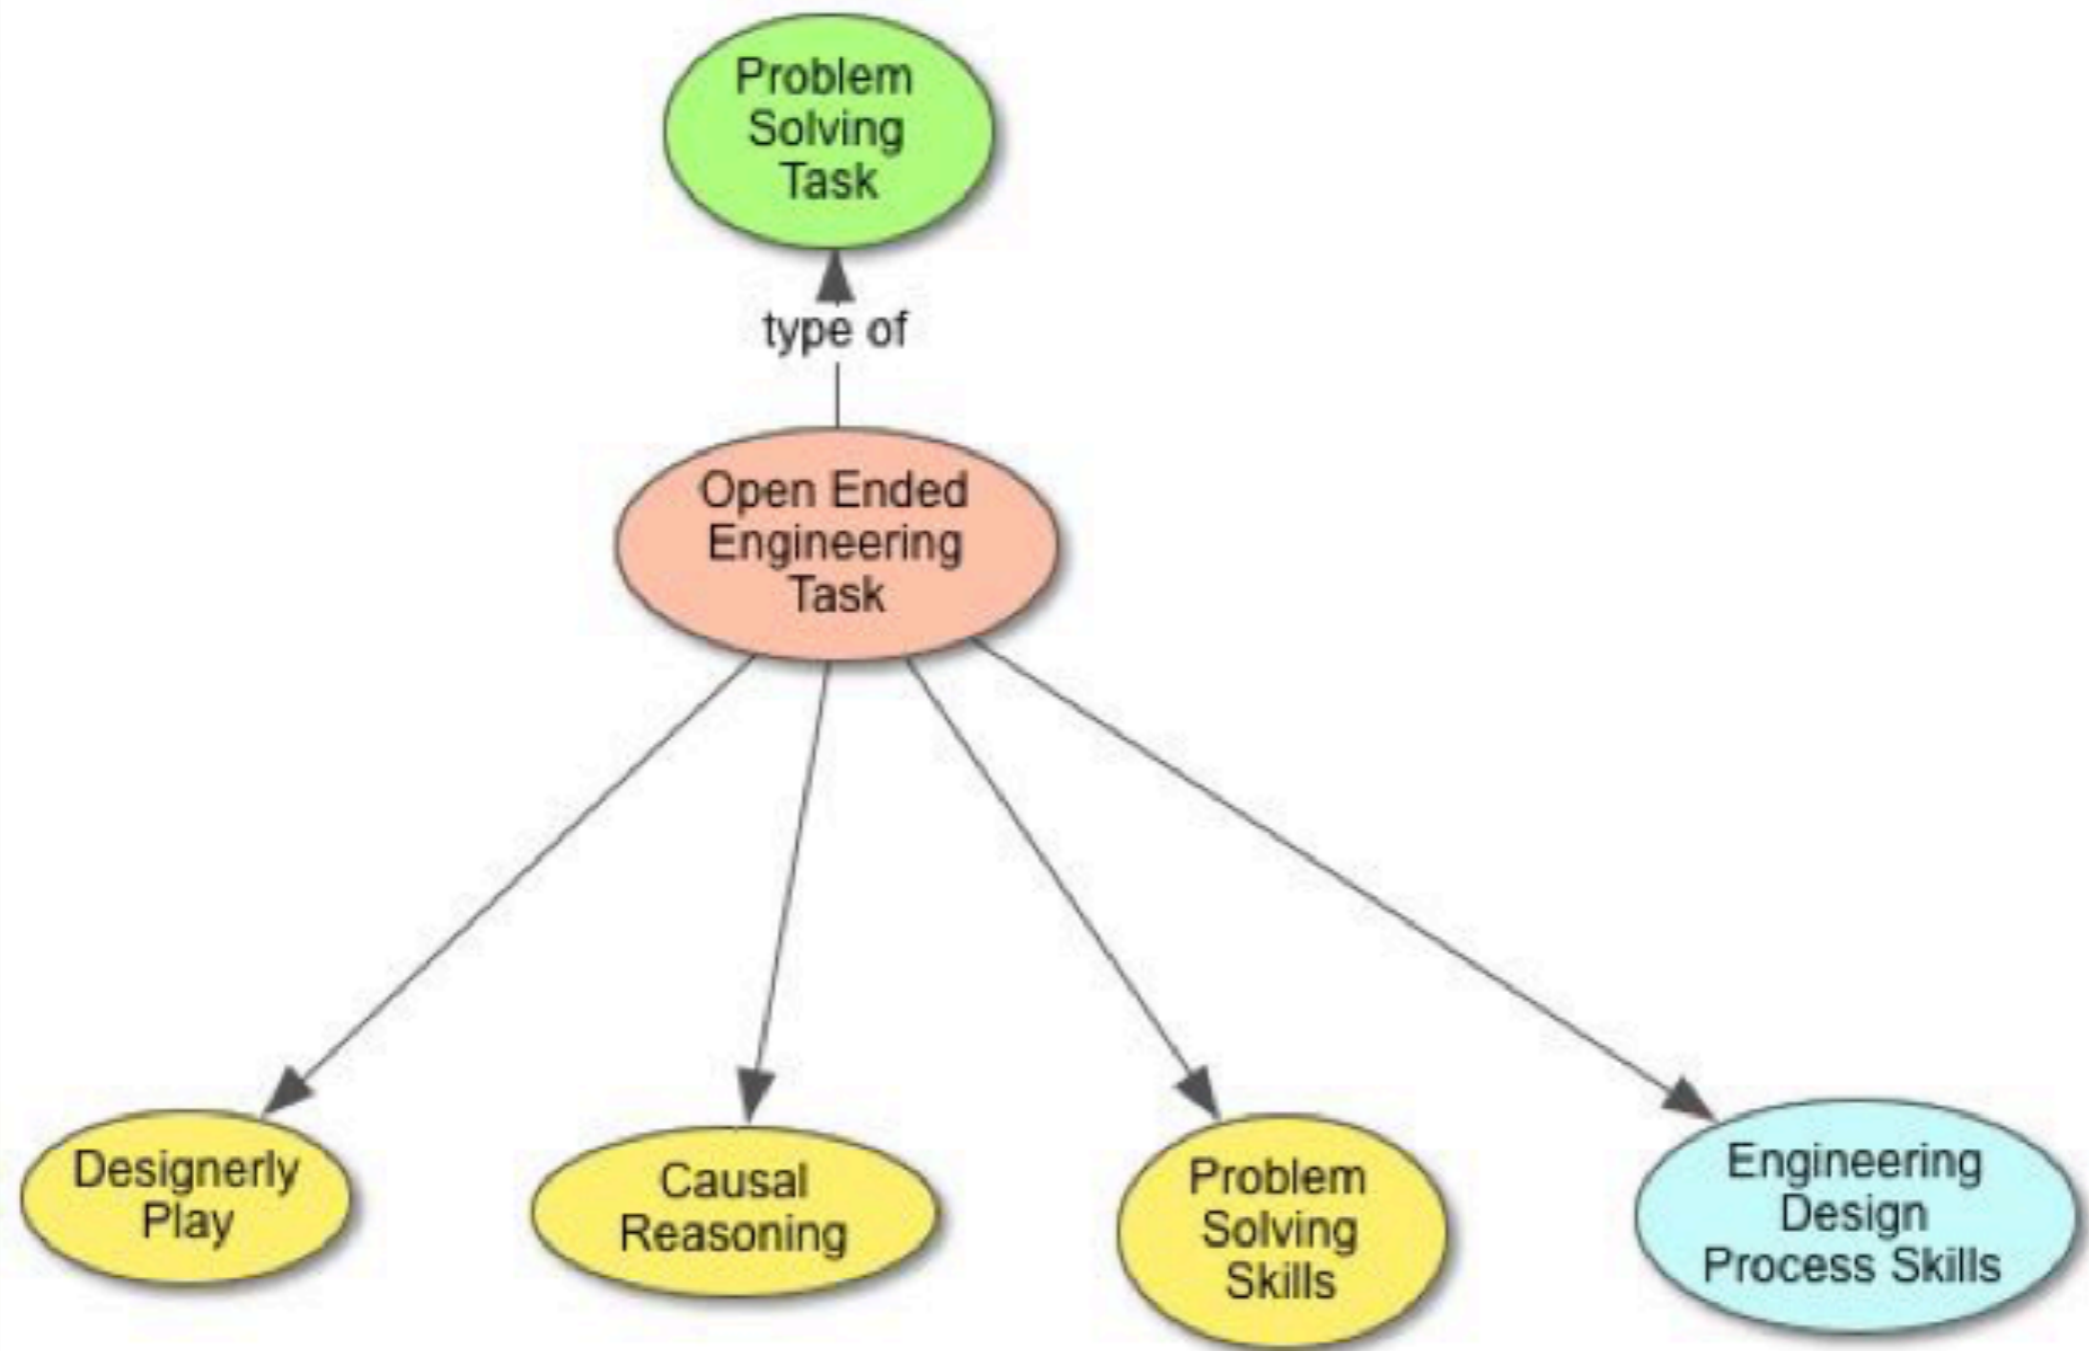 Problem
Solving
Task
type of
Open Ended
Engineering
Task
Designerly
Play
Causal
Reasoning
Problem
Solving
Skills
Engineering
Design
Process Skills